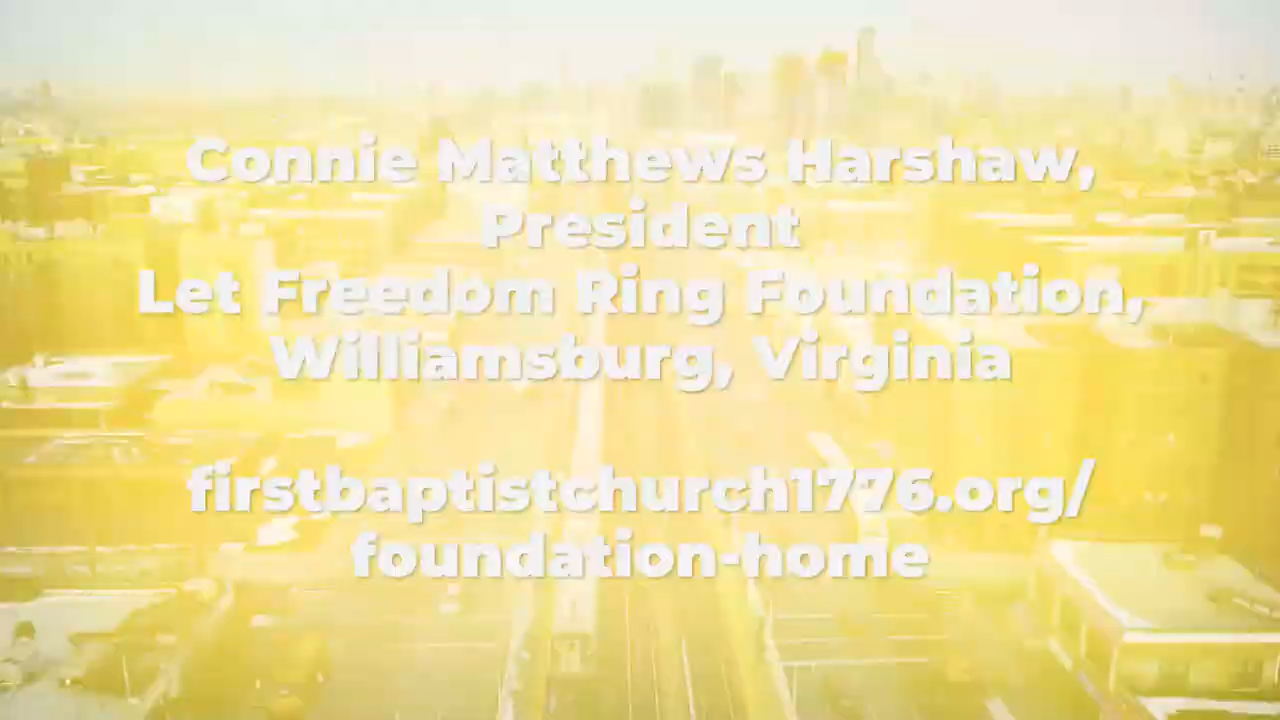 Connie Matthews Harshaw,
President
Let Freedom Ring Foundation,
Williamsburg, Virginia
firstbaptistchurch1776.org/
foundation-home